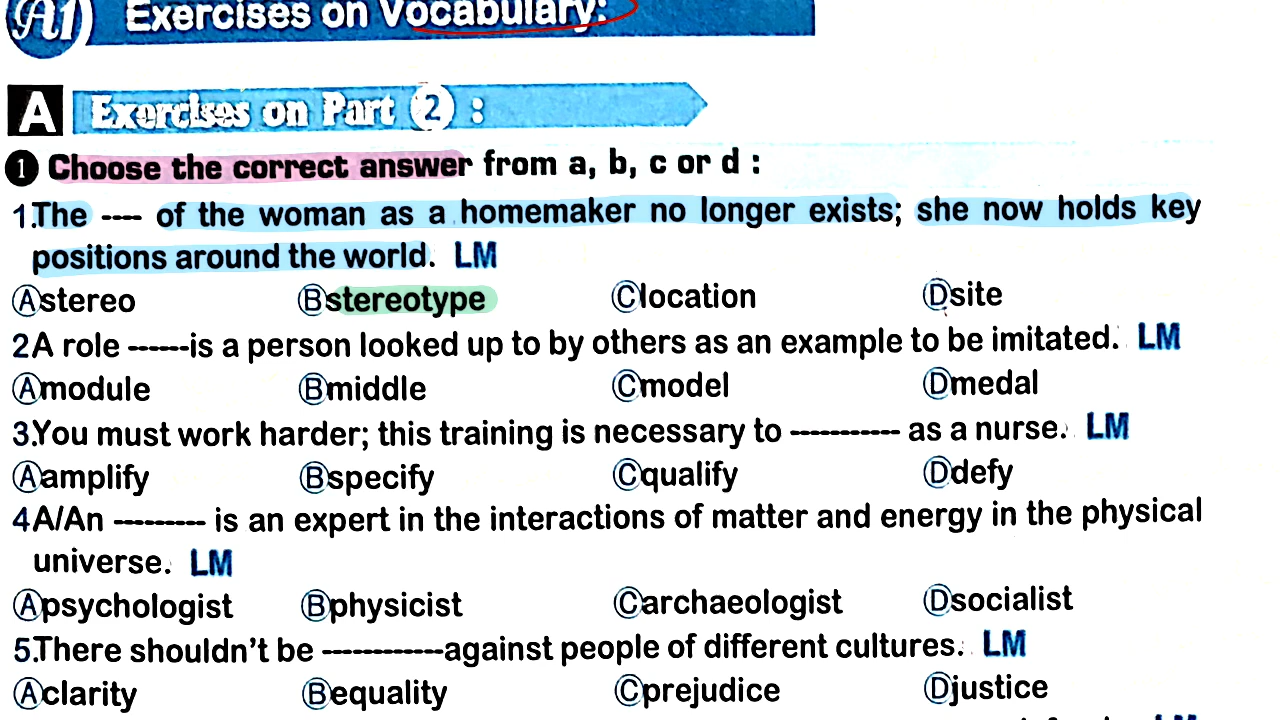 A1 Exercises on Vocabulary:
A Exercises on Part 2 :
1 Choose the correct answer from a, b, c or d :
1.The ---- of the woman as a homemaker no longer exists; she now holds key
positions around the world. LM
Ⓐstereo Ⓑstereotype Ⓒlocation Ⓓsite
2A role ------is a person looked up to by others as an example to be imitated. LM
Ⓐmodule Ⓑmiddle Ⓒmodel Ⓓmedal
3.You must work harder; this training is necessary to ----------- as a nurse. LM
Ⓐamplify Ⓑspecify Ⓒqualify Ⓓdefy
4A/An --------- is an expert in the interactions of matter and energy in the physical
universe. LM
Ⓐpsychologist Ⓑphysicist Ⓒarchaeologist Ⓓsocialist
5.There shouldn't be ------------against people of different cultures. LM
Ⓐclarity Ⓑequality Ⓒprejudice Ⓓjustice